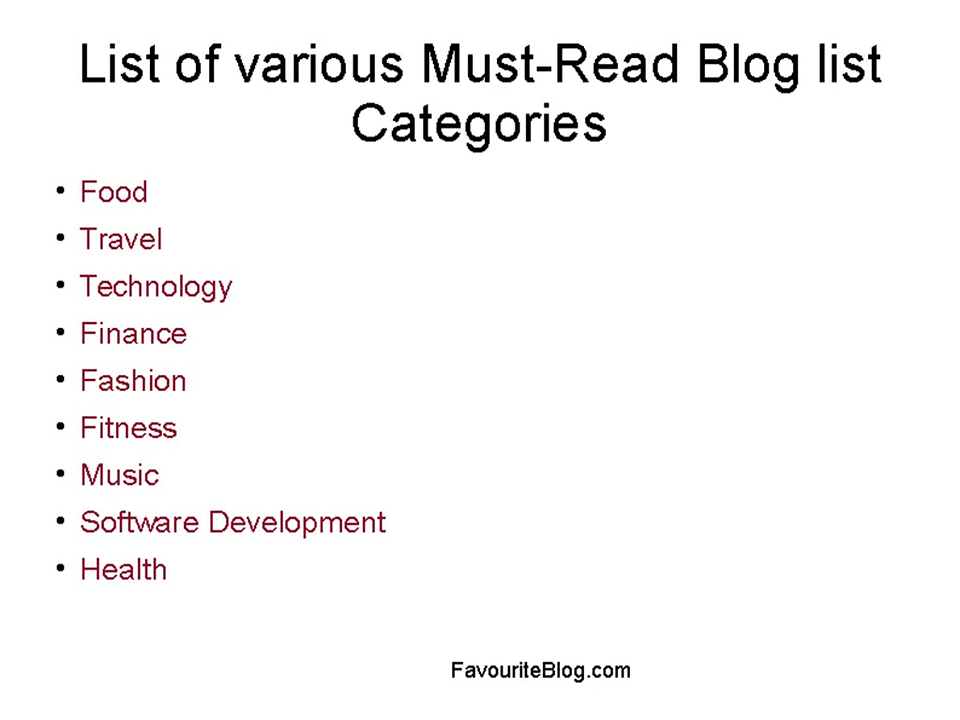 List of various Must-Read Blog list
Categories
• Food
• Travel
• Technology
• Finance
• Fashion
• Fitness
• Music
• Software Development
• Health
FavouriteBlog.com